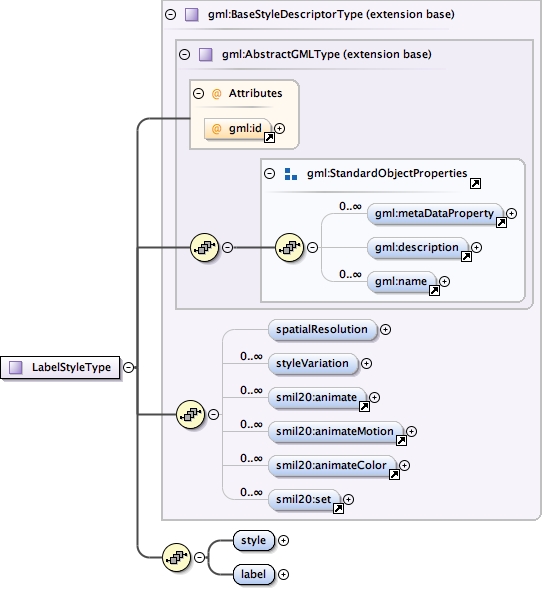 gml:BaseStyleDescriptorType (extension base)
gml:AbstractGMLType (extension base)
@ Attributes
@ gml:id
gml:StandardObjectProperties
0..∞
gml:metaDataProperty
gml:description
0..∞
gml:name
spatialResolution
0..∞
styleVariation
0..∞
smil20:animate
0..∞
smil20:animateMotion
0..∞
smil20:animateColor
0..∞
smil20:set
LabelStyleType
style
label